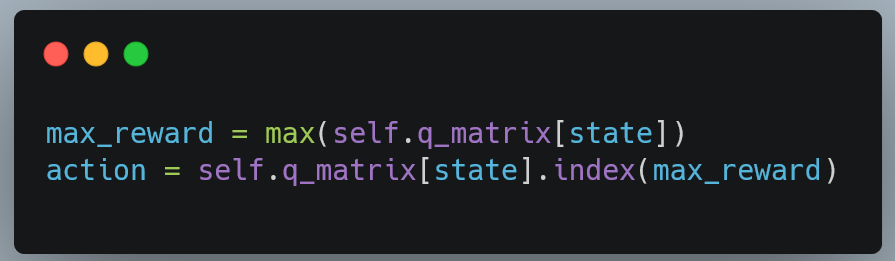 max_reward = max(self.q_matrix[state])
action = self.q_matrix[state].index(max_reward)